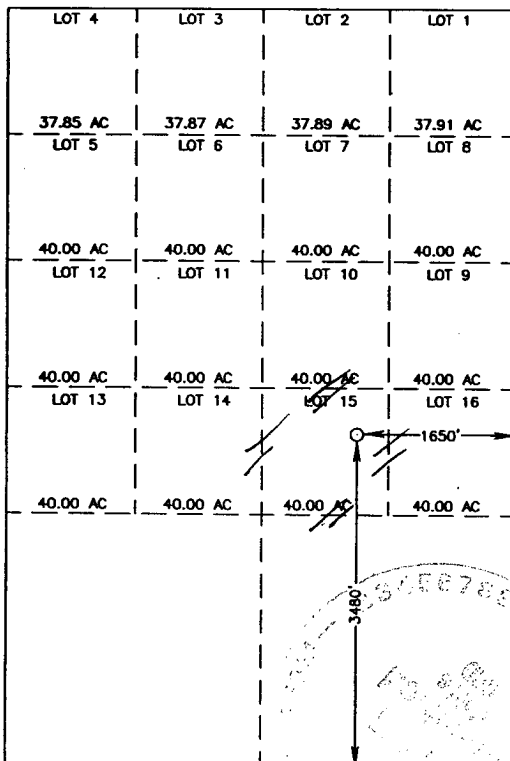 LOT 4 LOT 3 LOT 2 LOT 1
37.85 AC 37.87 AC 37.89 AC 37.91 AC
LOT 5 LOT 6 LOT 7 LOT 8
40.00 AC 40.00 AC 40.00 AC 40.00 AC
LOT 12 LOT 11 LOT 10 LOT 9
40.00 AC 40.00 AC 40.00 AC 40.00 AC
LOT 13 LOT 14 LOT 15 LOT 16
1650'
40.00 AC 40.00 AC 40.00 AC 40.00 AC
3480'